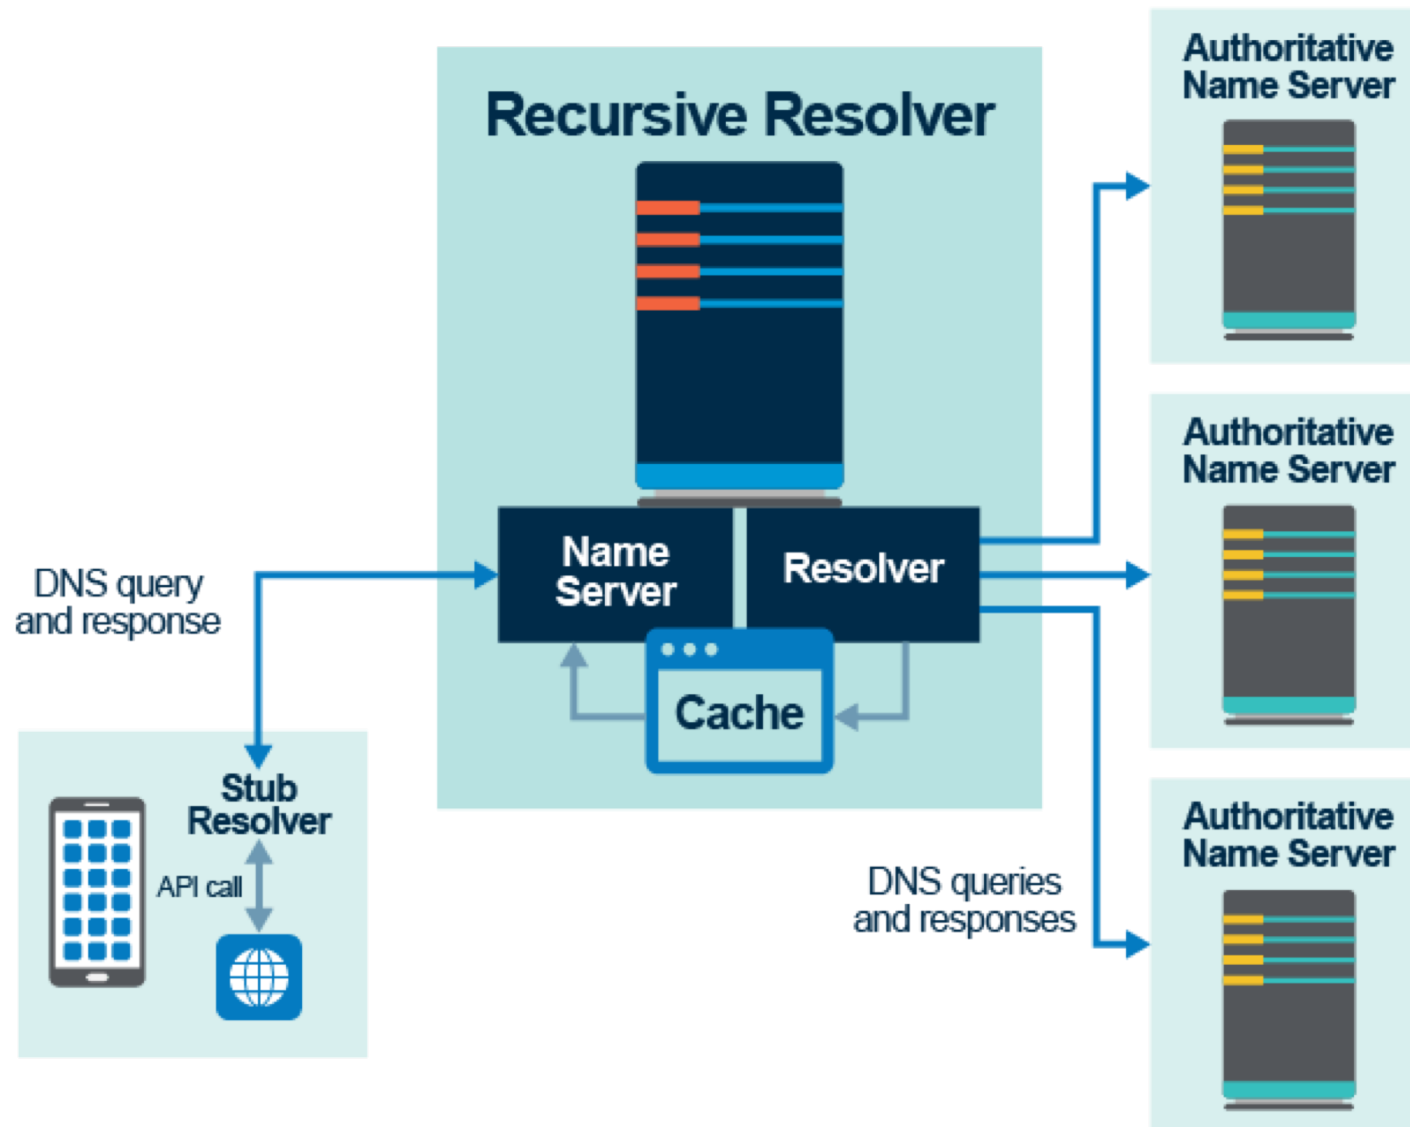 Recursive Resolver
Name
Server
Resolver
Cache
DNS query
and response
Stub
Resolver
API call
DNS queries
and responses
Authoritative
Name Server
Authoritative
Name Server
Authoritative
Name Server